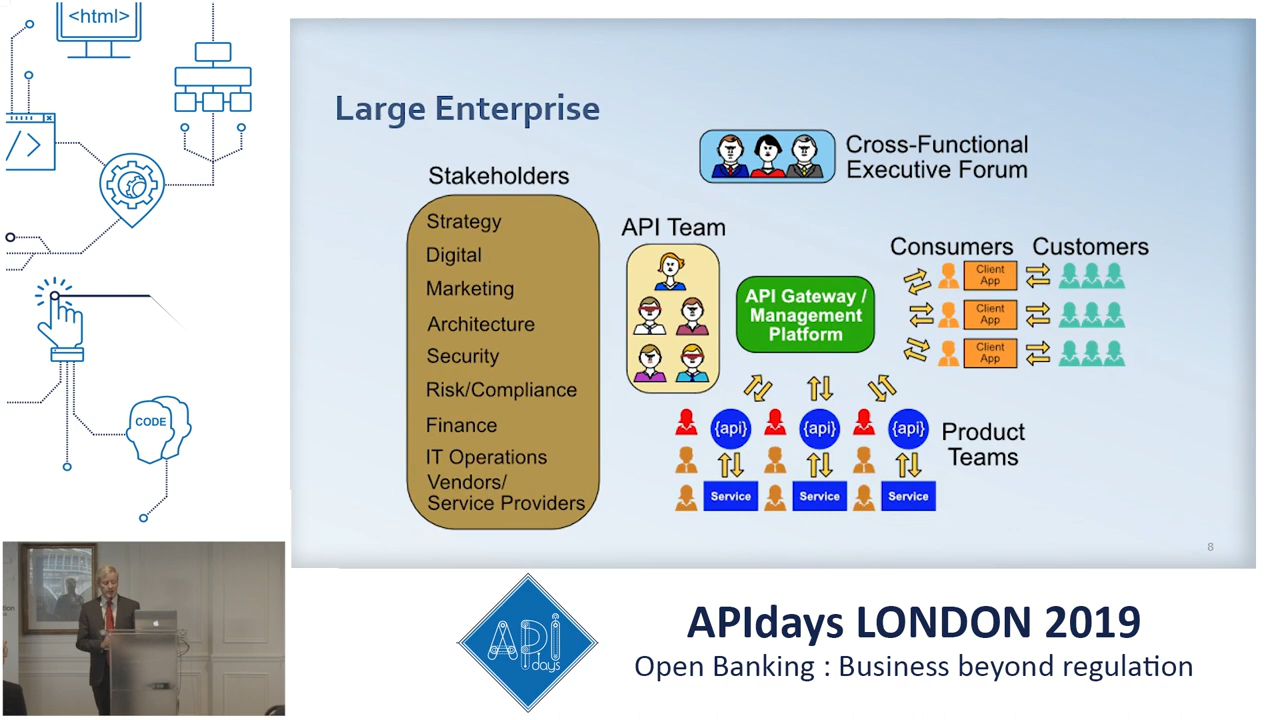 <html>
</>
CODE
Large Enterprise
Cross-Functional
Executive Forum
Stakeholders
Strategy
Digital
Marketing
Architecture
Security
Risk/Compliance
Finance
IT Operations
Vendors/
Service Providers
API Team
API Gateway /
Management
Platform
Consumers
Customers
Client
App
Client
App
Client
App
{api}
{api}
{api}
Product
Teams
Service
Service
Service
8
API
days
APIdays LONDON 2019
Open Banking : Business beyond regulation